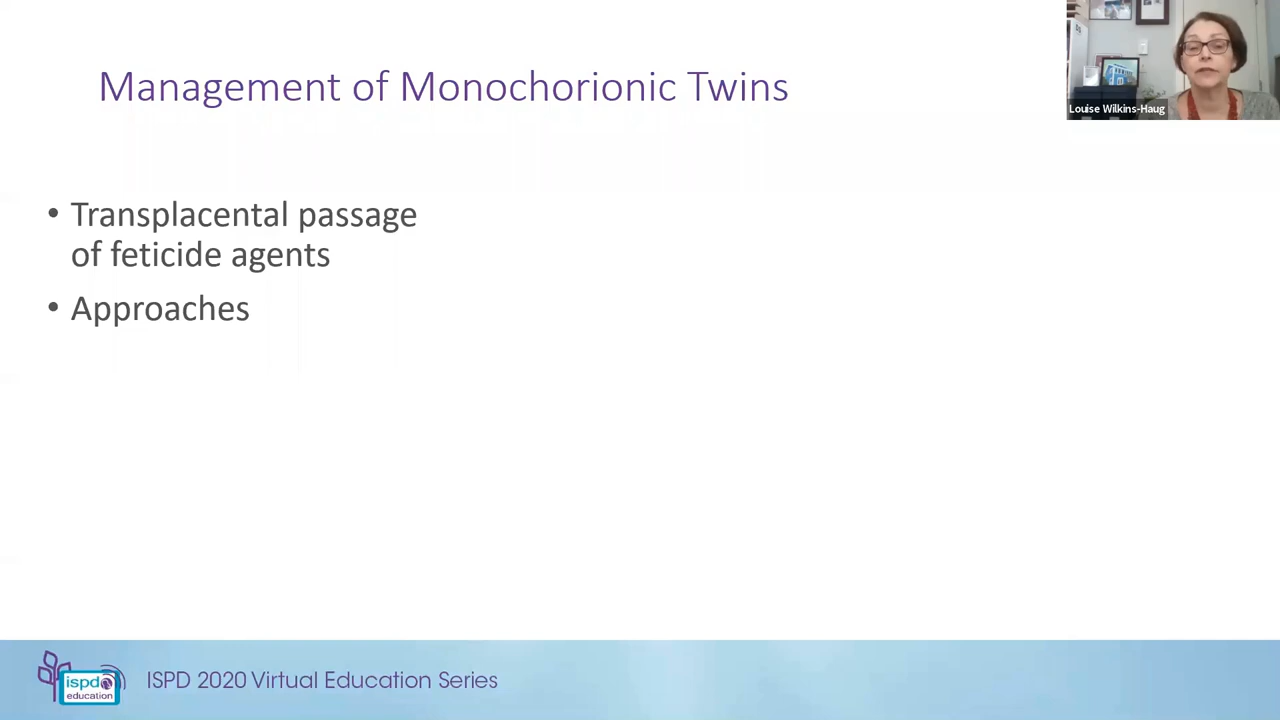 Management of Monochorionic Twins
Louise Wilkins-Haug
• Transplacental passage
of feticide agents
• Approaches
ispd
education
ISPD 2020 Virtual Education Series